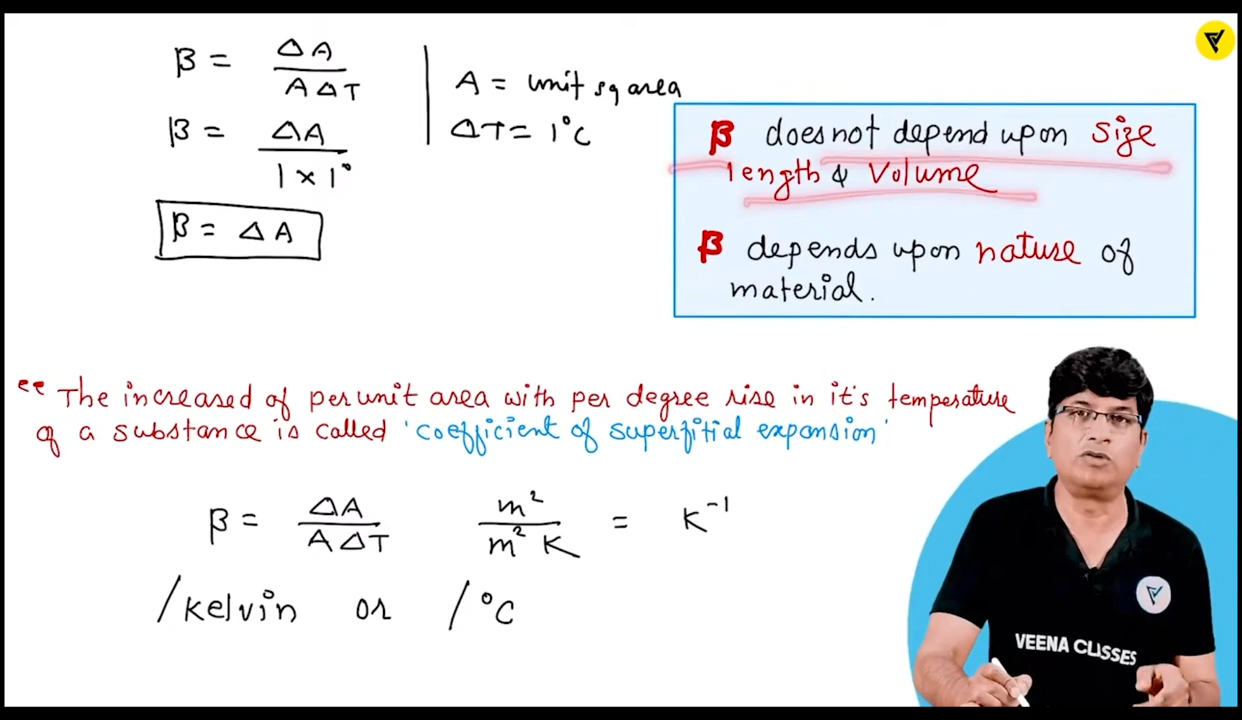 β = ΔA / AΔT
A = unit sq area
ΔT = 1°C
β = ΔA / 1 × 1°
β = ΔA
β does not depend upon size
length & Volume
β depends upon nature of
material.
“ The increased of per unit area with per degree rise in it's temperature
of a substance is called 'coefficient of superfitial expansion'
β = ΔA / AΔT m² / m² K = K⁻¹
/Kelvin or / °C
VEENA CLASSES